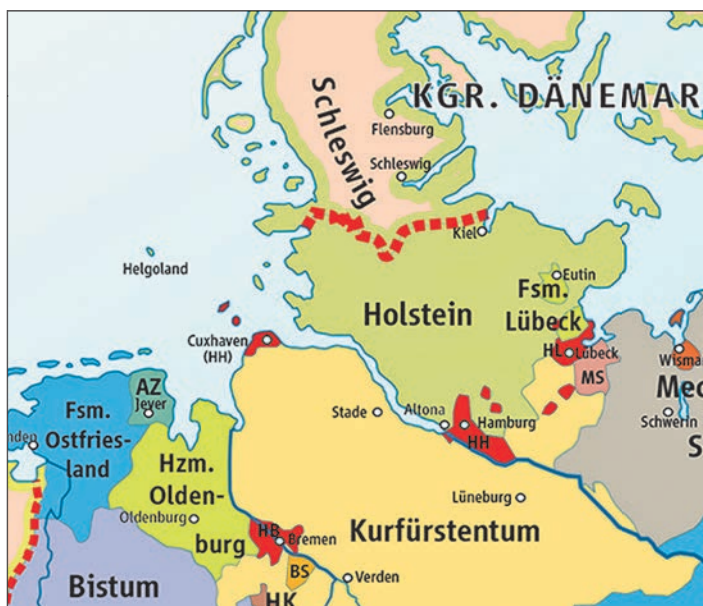 Schleswig
KGR. DÄNEMAR
Flensburg
Schleswig
Kiel
Helgoland
Eutin
Fsm.
Lübeck
Holstein
Cuxhaven
(HH)
HL
Lübeck
Wismar
MS
Mec
AZ
Jever
Fsm.
Ostfries-
land
nden
Stade
Altona
Hamburg
HH
Schwerin
S
Hzm.
Olden-
burg
Oldenburg
Lüneburg
HB
Bremen
Kurfürstentum
BS
Bistum
Verden
HK